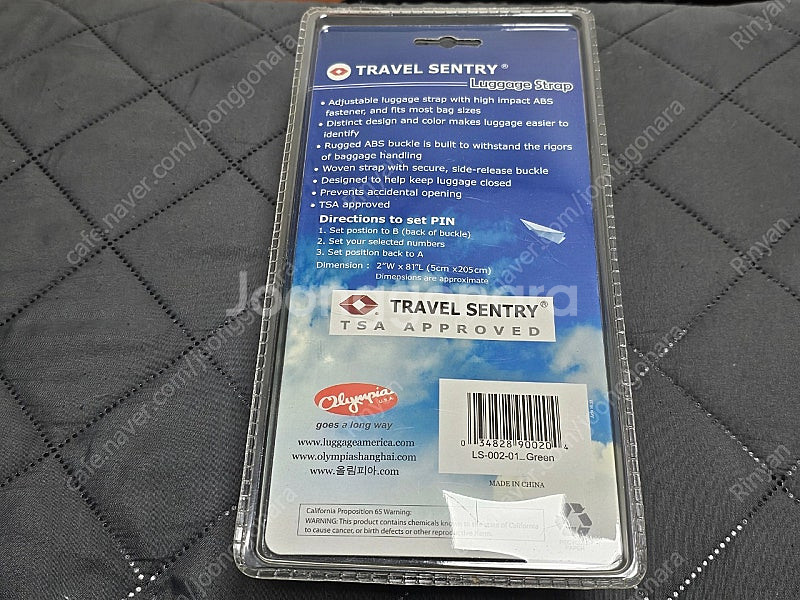 TRAVEL SENTRY®
Luggage Strap
• Adjustable luggage strap with high impact ABS
fastener, and fits most bag sizes
• Distinct design and color makes luggage easier to
identify
• Rugged ABS buckle is built to withstand the rigors
of baggage handling
• Woven strap with secure, side-release buckle
• Designed to help keep luggage closed
• Prevents accidental opening
• TSA approved
Directions to set PIN
1. Set postion to B (back of buckle)
2. Set your selected numbers
3. Set position back to A
Dimension : 2"W x 81"L (5cm x205cm)
Dimensions are approximate
Joonggonara
TRAVEL SENTRY®
TSA APPROVED
Olympia
U.S.A.
goes a long way
www.luggageamerica.com
www.olympiashanghai.com
www.올림피아.com
0 34828 90020 4
LS-002-01_Green
MADE IN CHINA
California Proposition 65 Warning:
WARNING: This product contains chemicals known to the state of California
to cause cancer, or birth defects or other reproductive harm.
cafe.naver.com/joonggonara
Rinyan